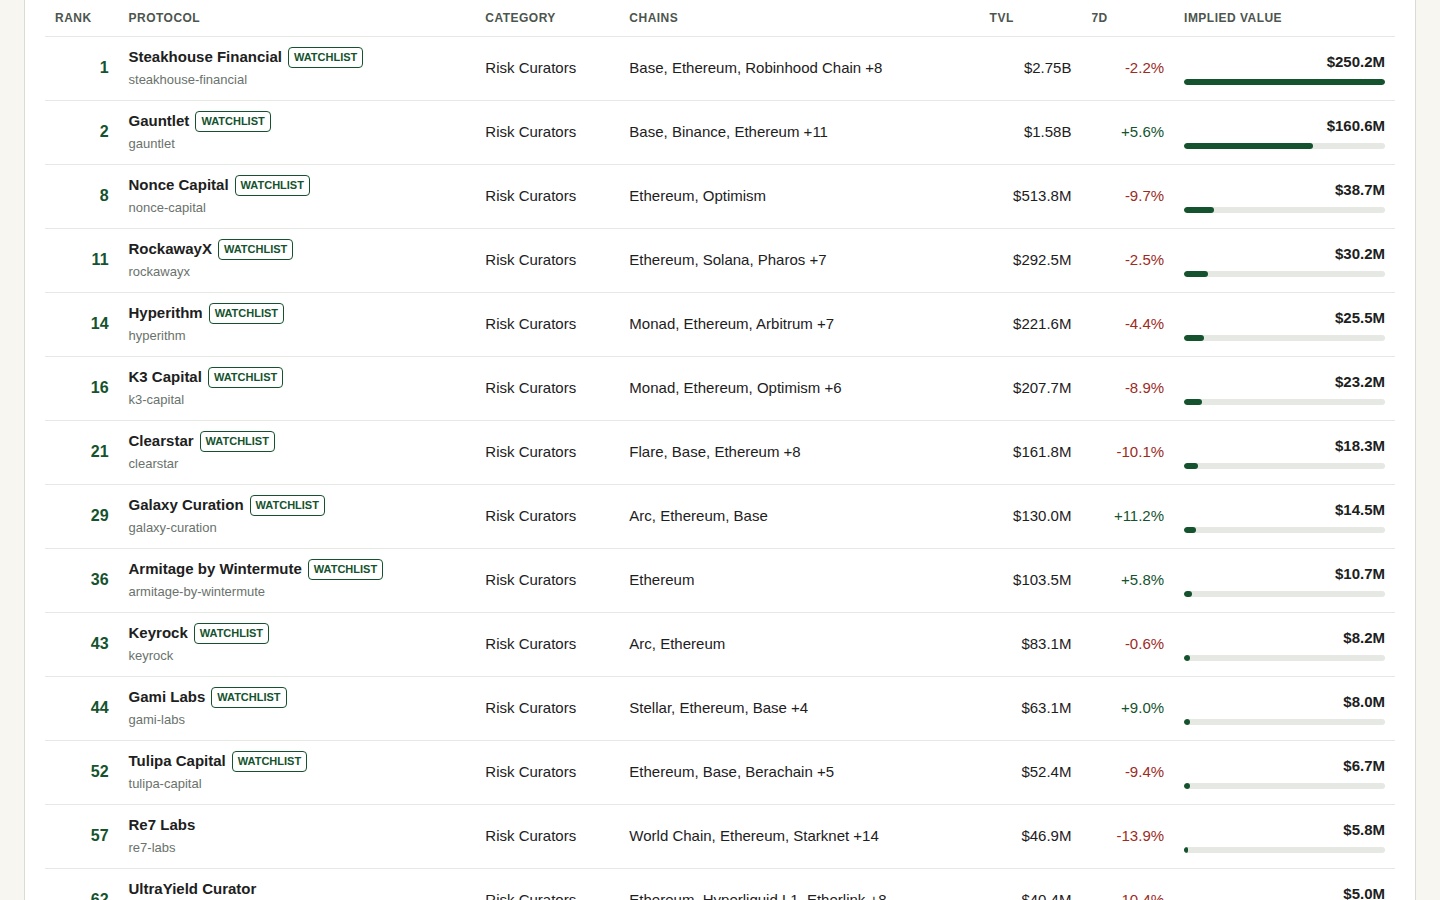 RANK PROTOCOL CATEGORY CHAINS TVL 7D IMPLIED VALUE
1 Steakhouse Financial WATCHLIST steakhouse-financial Risk Curators Base, Ethereum, Robinhood Chain +8 $2.75B -2.2% $250.2M
2 Gauntlet WATCHLIST gauntlet Risk Curators Base, Binance, Ethereum +11 $1.58B +5.6% $160.6M
8 Nonce Capital WATCHLIST nonce-capital Risk Curators Ethereum, Optimism $513.8M -9.7% $38.7M
11 RockawayX WATCHLIST rockawayx Risk Curators Ethereum, Solana, Pharos +7 $292.5M -2.5% $30.2M
14 Hyperithm WATCHLIST hyperithm Risk Curators Monad, Ethereum, Arbitrum +7 $221.6M -4.4% $25.5M
16 K3 Capital WATCHLIST k3-capital Risk Curators Monad, Ethereum, Optimism +6 $207.7M -8.9% $23.2M
21 Clearstar WATCHLIST clearstar Risk Curators Flare, Base, Ethereum +8 $161.8M -10.1% $18.3M
29 Galaxy Curation WATCHLIST galaxy-curation Risk Curators Arc, Ethereum, Base $130.0M +11.2% $14.5M
36 Armitage by Wintermute WATCHLIST armitage-by-wintermute Risk Curators Ethereum $103.5M +5.8% $10.7M
43 Keyrock WATCHLIST keyrock Risk Curators Arc, Ethereum $83.1M -0.6% $8.2M
44 Gami Labs WATCHLIST gami-labs Risk Curators Stellar, Ethereum, Base +4 $63.1M +9.0% $8.0M
52 Tulipa Capital WATCHLIST tulipa-capital Risk Curators Ethereum, Base, Berachain +5 $52.4M -9.4% $6.7M
57 Re7 Labs re7-labs Risk Curators World Chain, Ethereum, Starknet +14 $46.9M -13.9% $5.8M
62 UltraYield Curator Risk Curators Ethereum, Hyperliquid L1, Etherlink +8 $40.4M -10.4% $5.0M